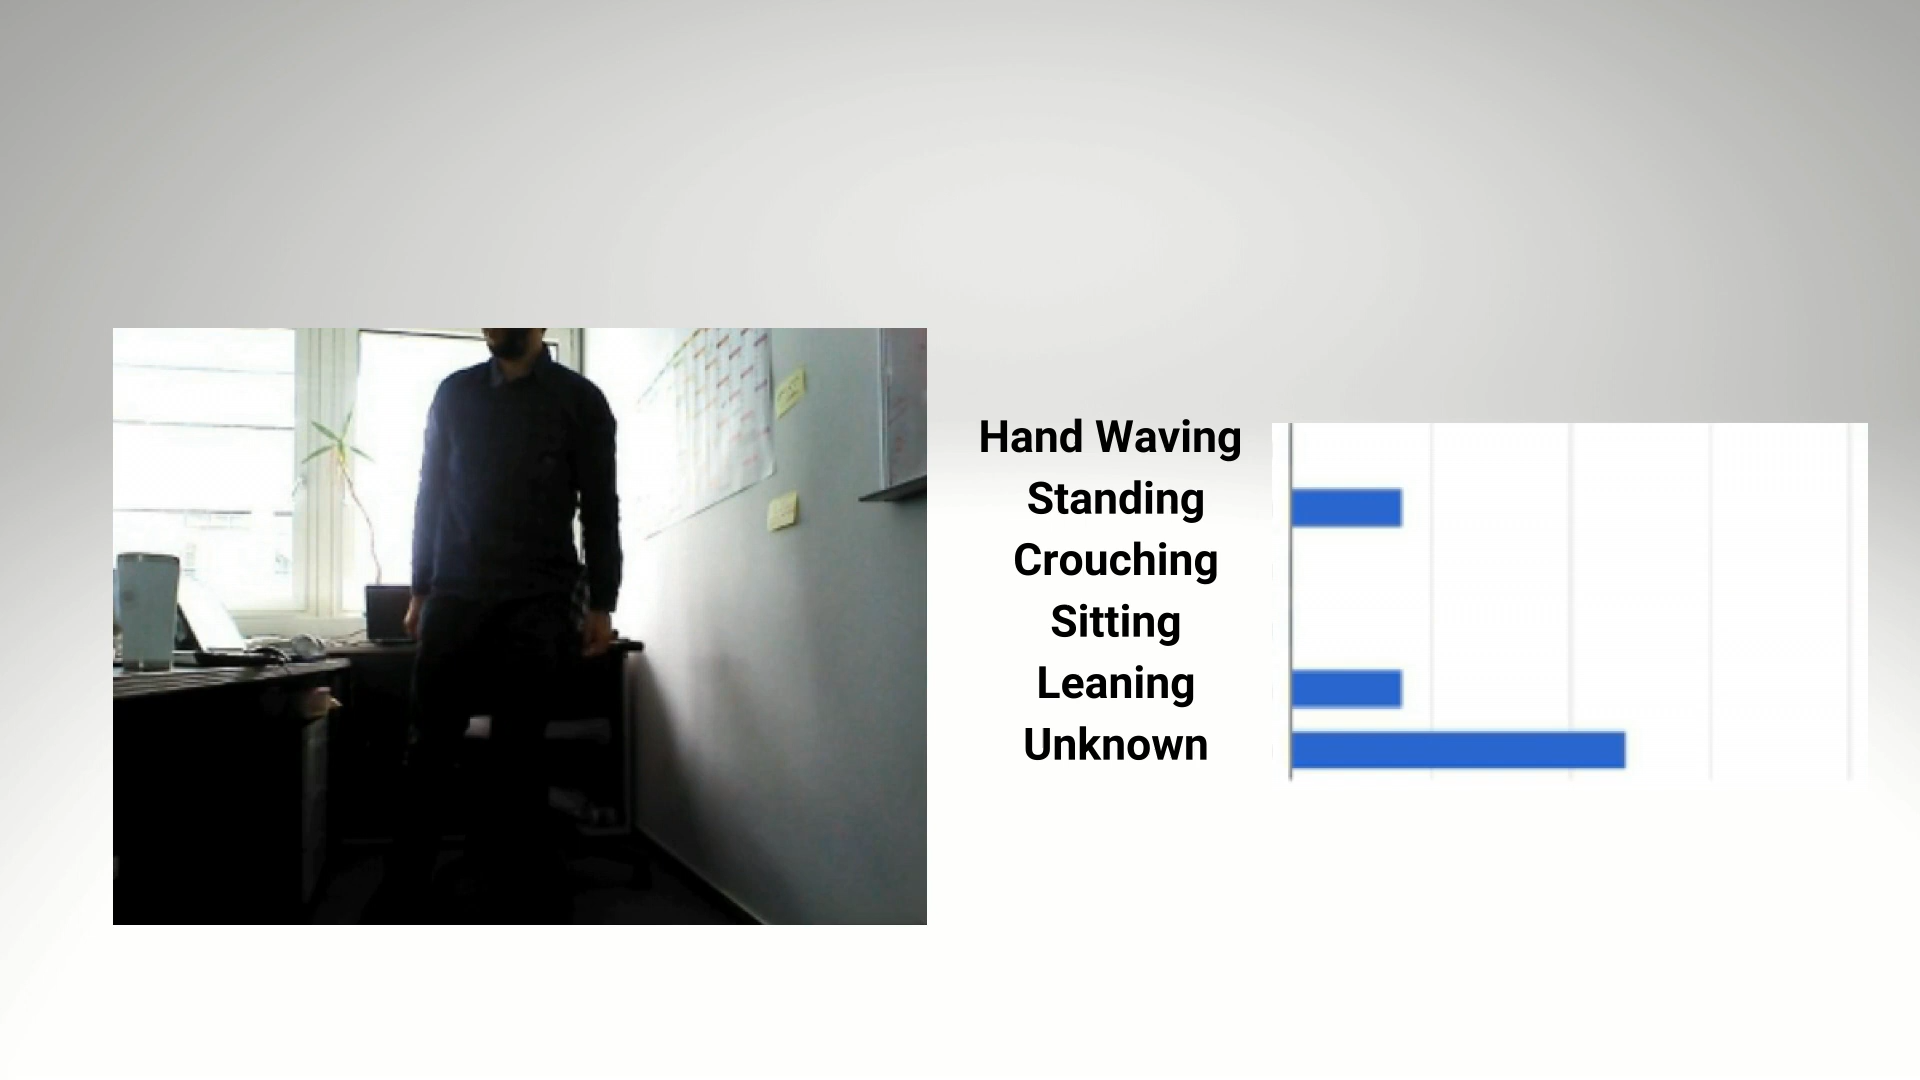 Hand Waving
Standing
Crouching
Sitting
Leaning
Unknown